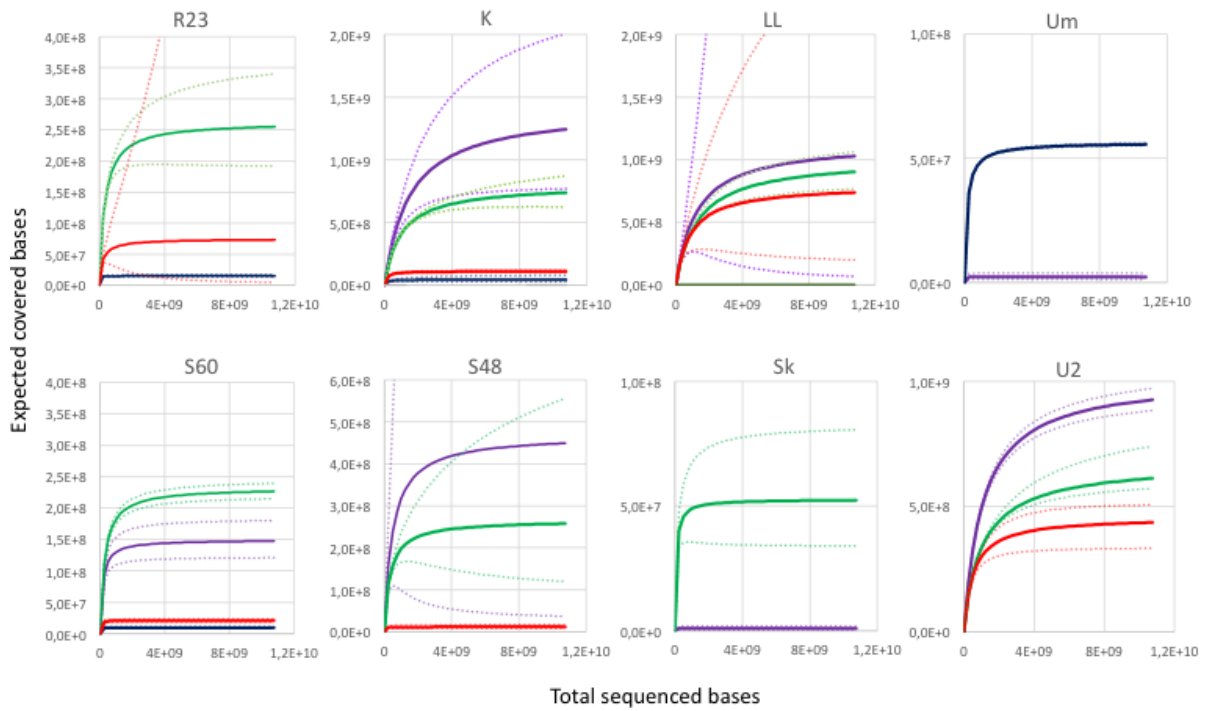 R23 K LL Um
4,0E+8 2,0E+9 2,0E+9 1,0E+8
3,5E+8
3,0E+8 1,5E+9 1,5E+9
2,5E+8
2,0E+8 1,0E+9 1,0E+9 5,0E+7
1,5E+8
1,0E+8 5,0E+8 5,0E+8
5,0E+7
0,0E+0 0,0E+0 0,0E+0 0,0E+0
0 4E+09 8E+09 1,2E+10 0 4E+09 8E+09 1,2E+10 0 4E+09 8E+09 1,2E+10 0 4E+09 8E+09 1,2E+10
Expected covered bases
S60 S48 Sk U2
4,0E+8 6,0E+8 1,0E+8 1,0E+9
3,5E+8 5,0E+8
3,0E+8
2,5E+8 4,0E+8
2,0E+8 3,0E+8 5,0E+7 5,0E+8
1,5E+8 2,0E+8
1,0E+8
5,0E+7 1,0E+8
0,0E+0 0,0E+0 0,0E+0 0,0E+0
0 4E+09 8E+09 1,2E+10 0 4E+09 8E+09 1,2E+10 0 4E+09 8E+09 1,2E+10 0 4E+09 8E+09 1,2E+10
Total sequenced bases